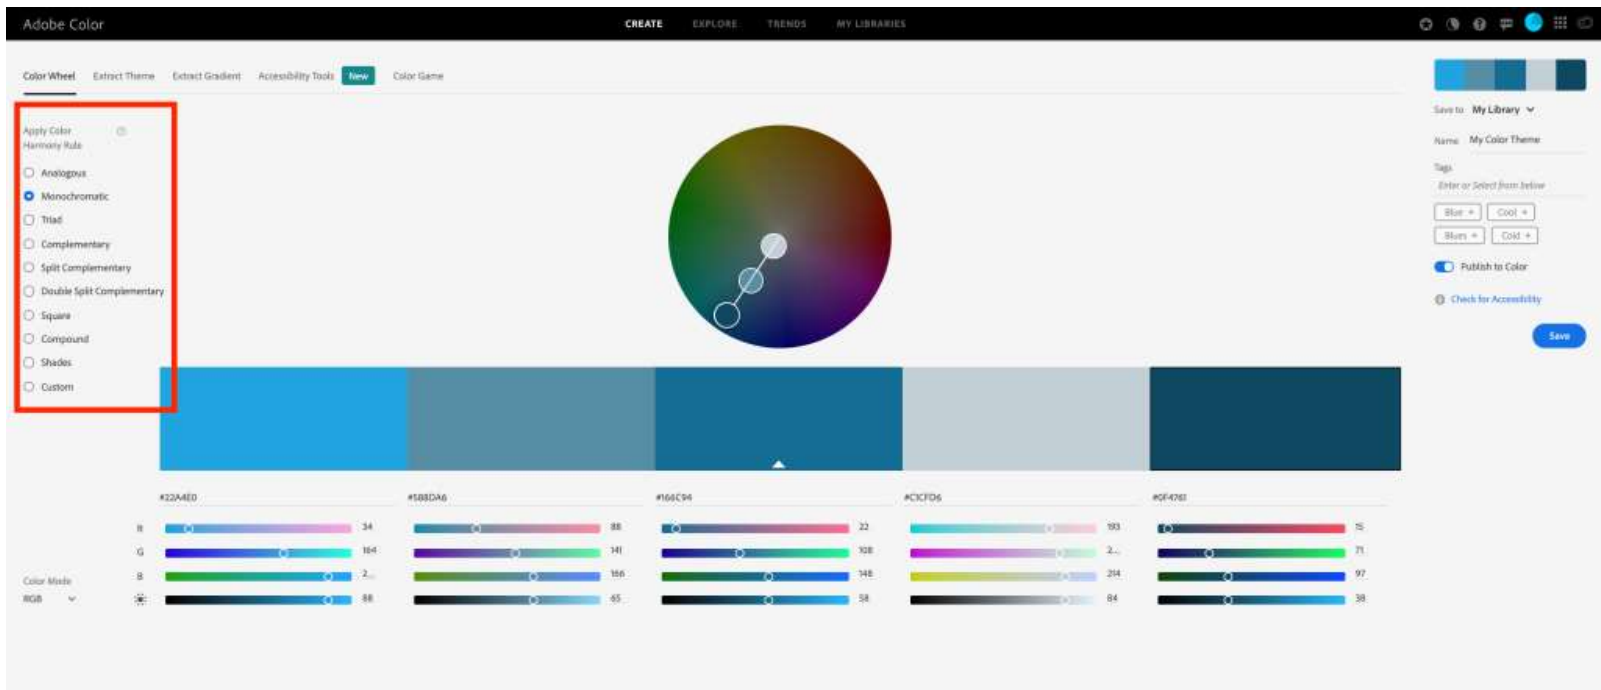 Adobe Color
CREATE EXPLORE TRENDS MY LIBRARIES
Color Wheel Extract Theme Extract Gradient Accessibility Tools New Color Game
Apply Color
Harmony Rule
Analogous
Monochromatic
Triad
Complementary
Split Complementary
Double Split Complementary
Square
Compound
Shades
Custom
Save to My Library
Name My Color Theme
Tags
Enter or Select from below
Blue + Cool +
Blues + Cold +
Publish to Color
Check for Accessibility
Save
#22A4E0 #588DA6 #166C94 #C1CFD6 #0F4761
R 34 88 22 193 15
G 164 141 108 2... 71
B 2... 166 148 214 97
88 65 58 84 38
Color Mode
RGB